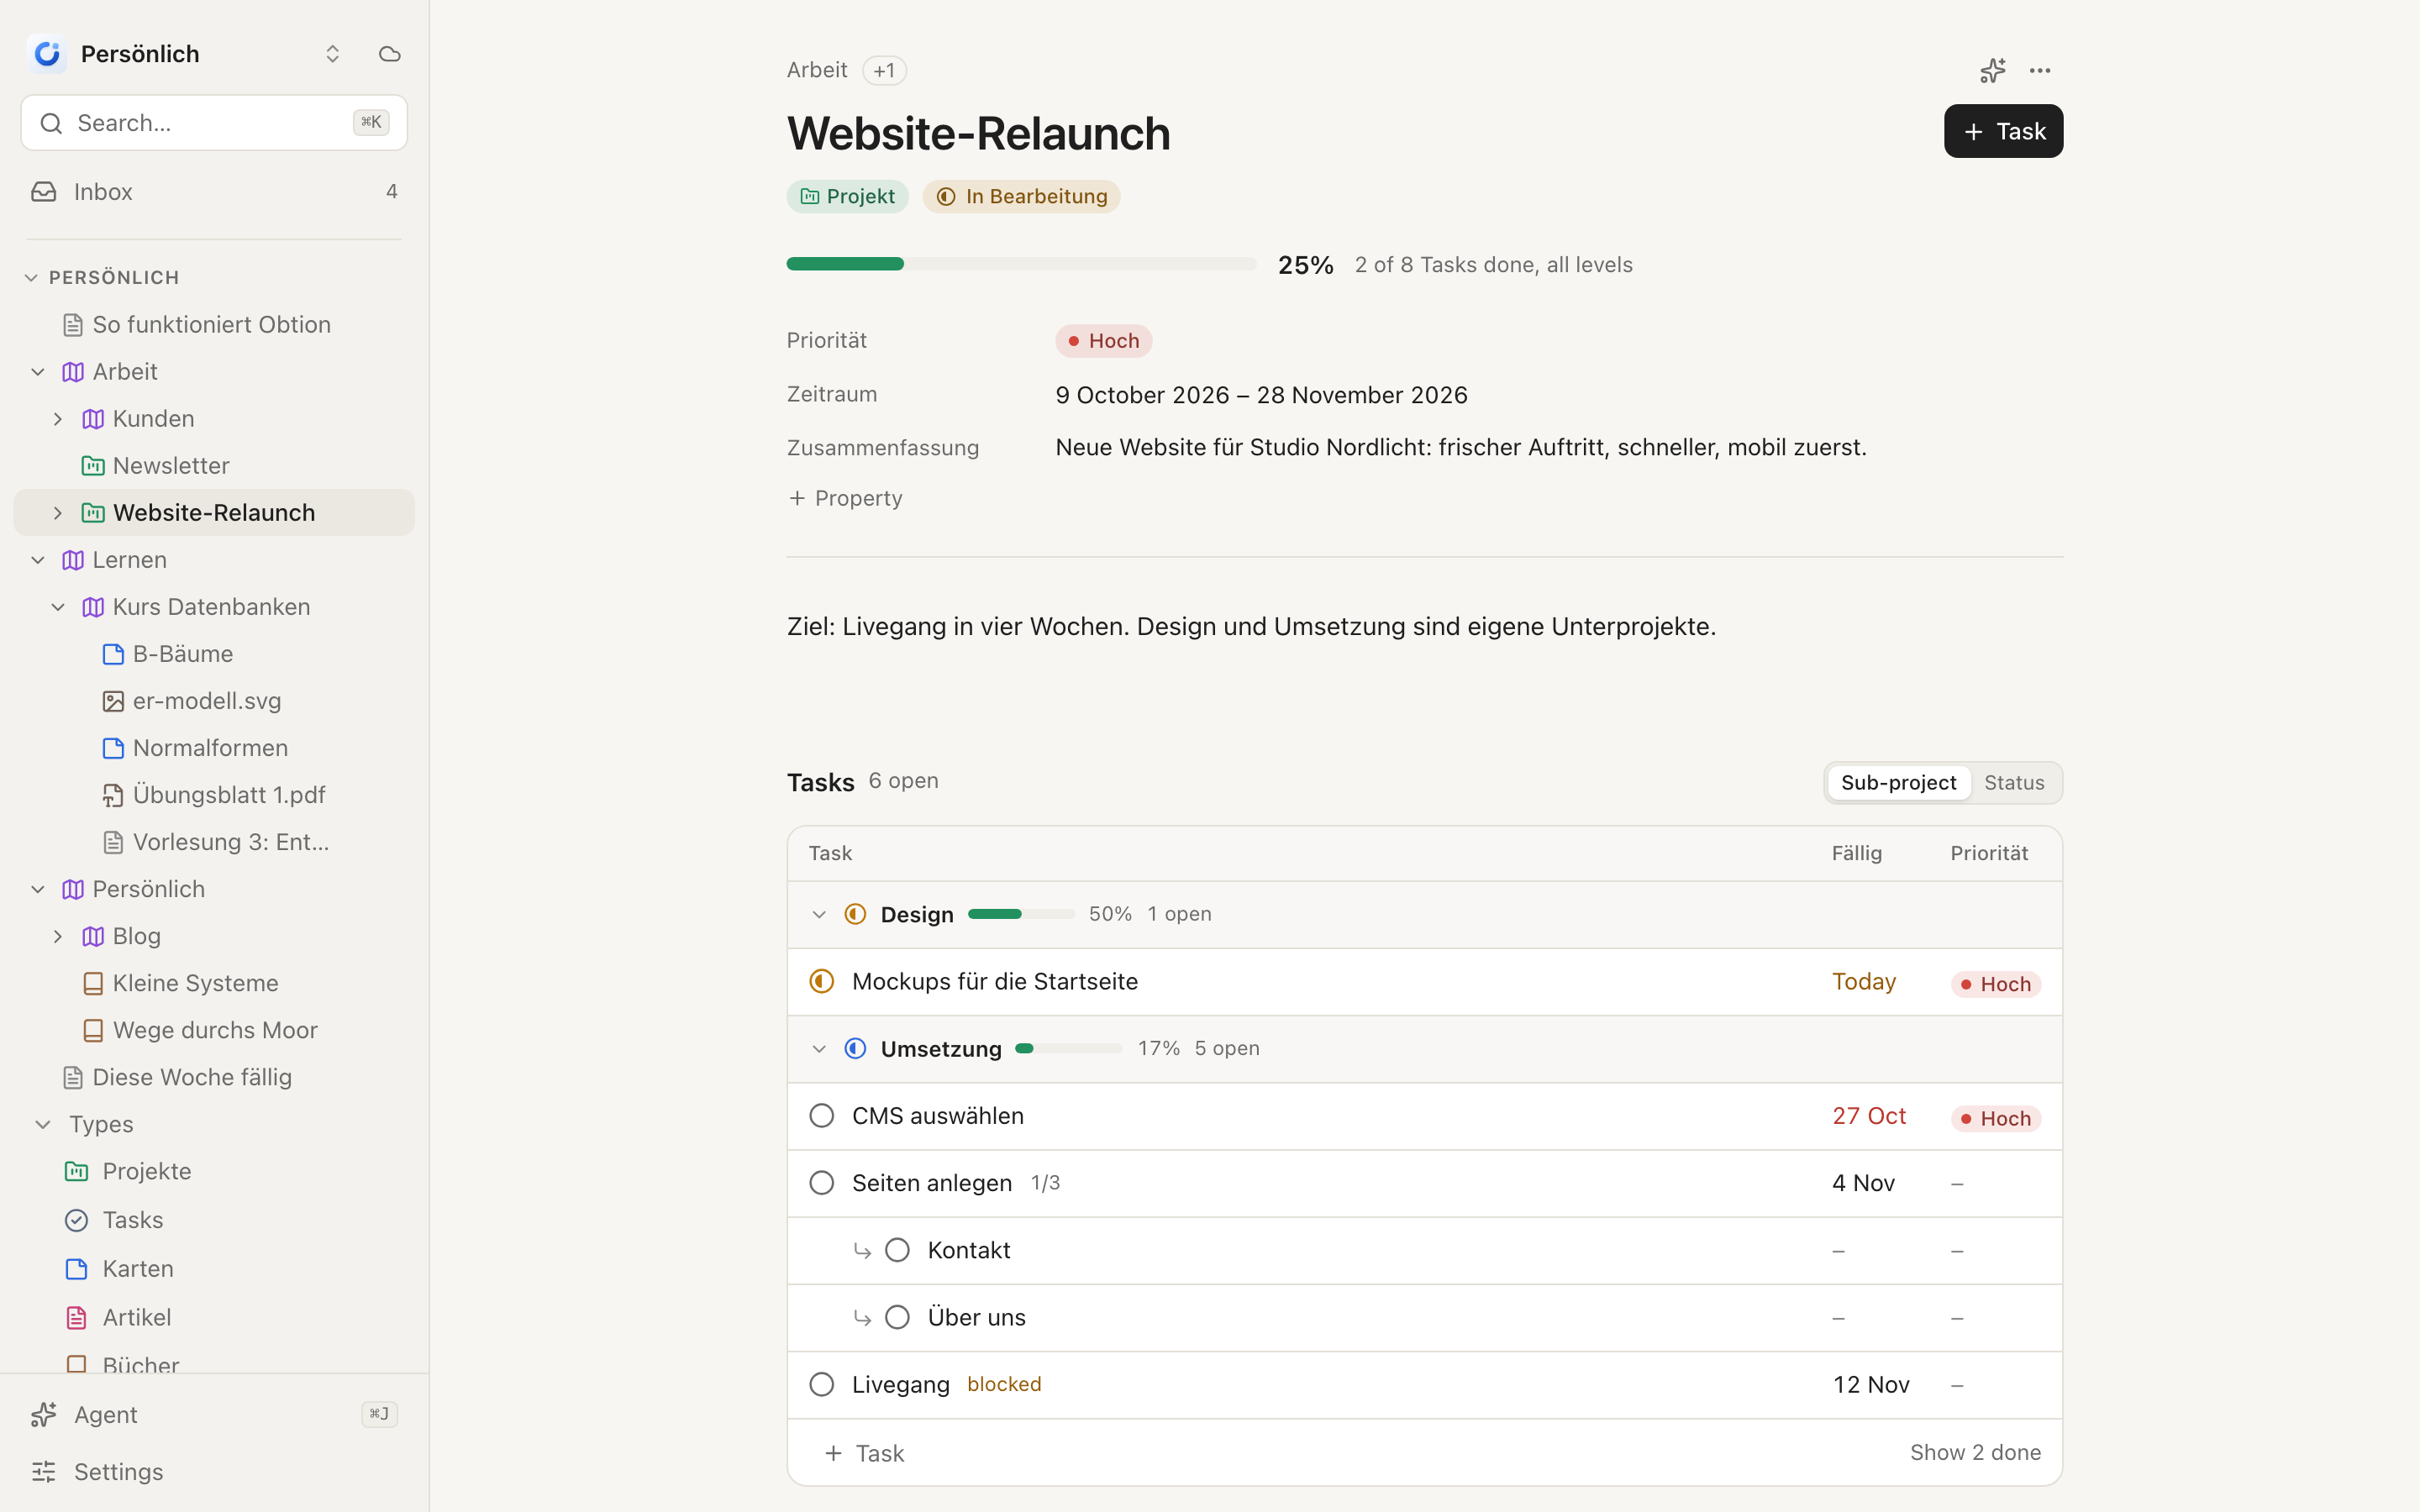 Persönlich
Search...
⌘K
Inbox 4
PERSÖNLICH
So funktioniert Obtion
Arbeit
Kunden
Newsletter
Website-Relaunch
Lernen
Kurs Datenbanken
B-Bäume
er-modell.svg
Normalformen
Übungsblatt 1.pdf
Vorlesung 3: Ent...
Persönlich
Blog
Kleine Systeme
Wege durchs Moor
Diese Woche fällig
Types
Projekte
Tasks
Karten
Artikel
Bücher
Agent ⌘J
Settings
Arbeit +1
Website-Relaunch
+ Task
Projekt In Bearbeitung
25% 2 of 8 Tasks done, all levels
Priorität Hoch
Zeitraum 9 October 2026 – 28 November 2026
Zusammenfassung Neue Website für Studio Nordlicht: frischer Auftritt, schneller, mobil zuerst.
+ Property
Ziel: Livegang in vier Wochen. Design und Umsetzung sind eigene Unterprojekte.
Tasks 6 open
Sub-project Status
Task Fällig Priorität
Design 50% 1 open
Mockups für die Startseite Today Hoch
Umsetzung 17% 5 open
CMS auswählen 27 Oct Hoch
Seiten anlegen 1/3 4 Nov –
Kontakt – –
Über uns – –
Livegang blocked 12 Nov –
+ Task Show 2 done